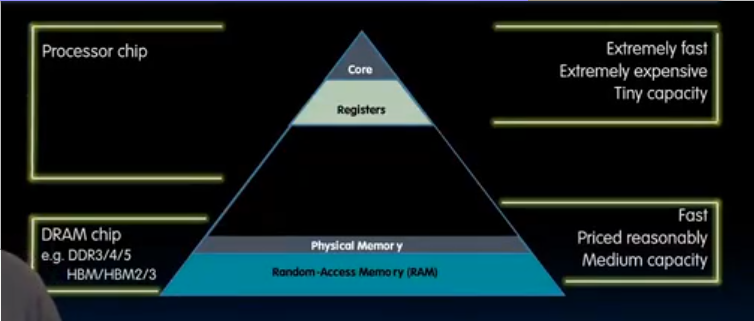 Processor chip
Extremely fast
Extremely expensive
Tiny capacity
Core
Registers
Physical Memory
Random-Access Memory (RAM)
DRAM chip
e.g. DDR3/4/5
HBM/HBM2/3
Fast
Priced reasonably
Medium capacity